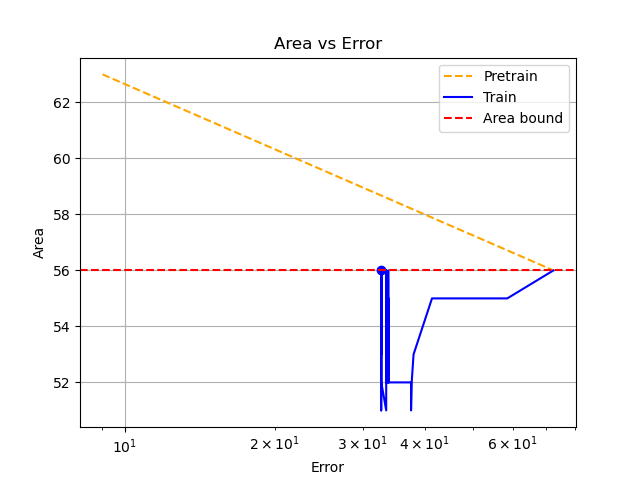 Area vs Error
Pretrain
Train
Area bound
Area
62
60
58
56
54
52
10¹
2 × 10¹
3 × 10¹
4 × 10¹
6 × 10¹
Error